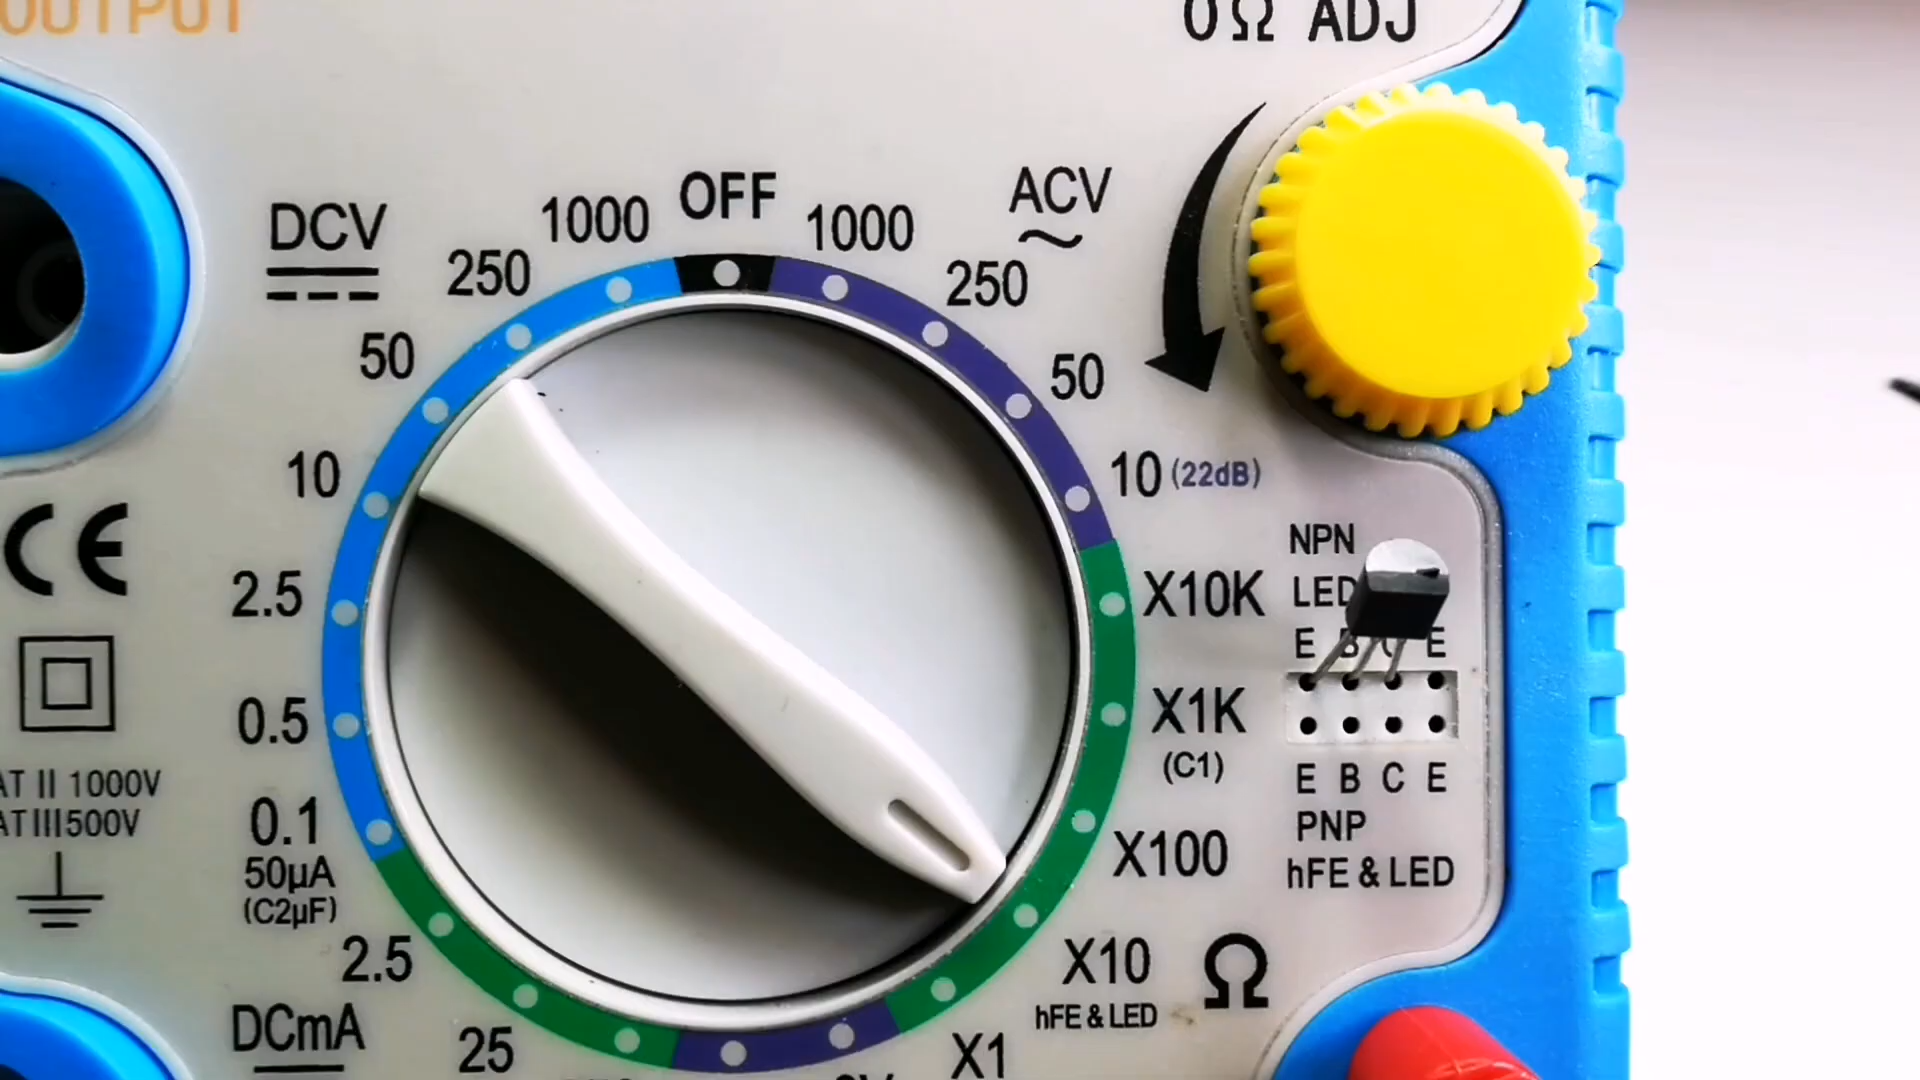 OUTPUT
0Ω ADJ
DCV
1000
OFF
1000
ACV
250
250
50
50
10
10 (22dB)
CE
NPN
LED
2.5
X10K
E B C E
0.5
X1K
(C1)
E B C E
PNP
hFE & LED
AT II 1000V
AT III 500V
0.1
50µA
(C2µF)
X100
2.5
X10
hFE & LED
Ω
DCmA
25
X1